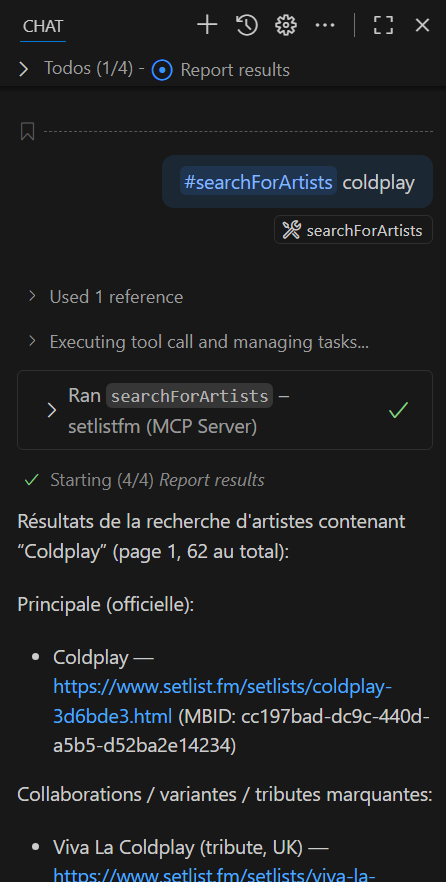 CHAT
Todos (1/4) - Report results
#searchForArtists coldplay
searchForArtists
Used 1 reference
Executing tool call and managing tasks...
Ran searchForArtists –
setlistfm (MCP Server)
Starting (4/4) Report results
Résultats de la recherche d'artistes contenant
“Coldplay” (page 1, 62 au total):
Principale (officielle):
• Coldplay —
https://www.setlist.fm/setlists/coldplay-
3d6bde3.html (MBID: cc197bad-dc9c-440d-
a5b5-d52ba2e14234)
Collaborations / variantes / tributes marquantes:
• Viva La Coldplay (tribute, UK) —
https://www.setlist.fm/setlists/viva-la-